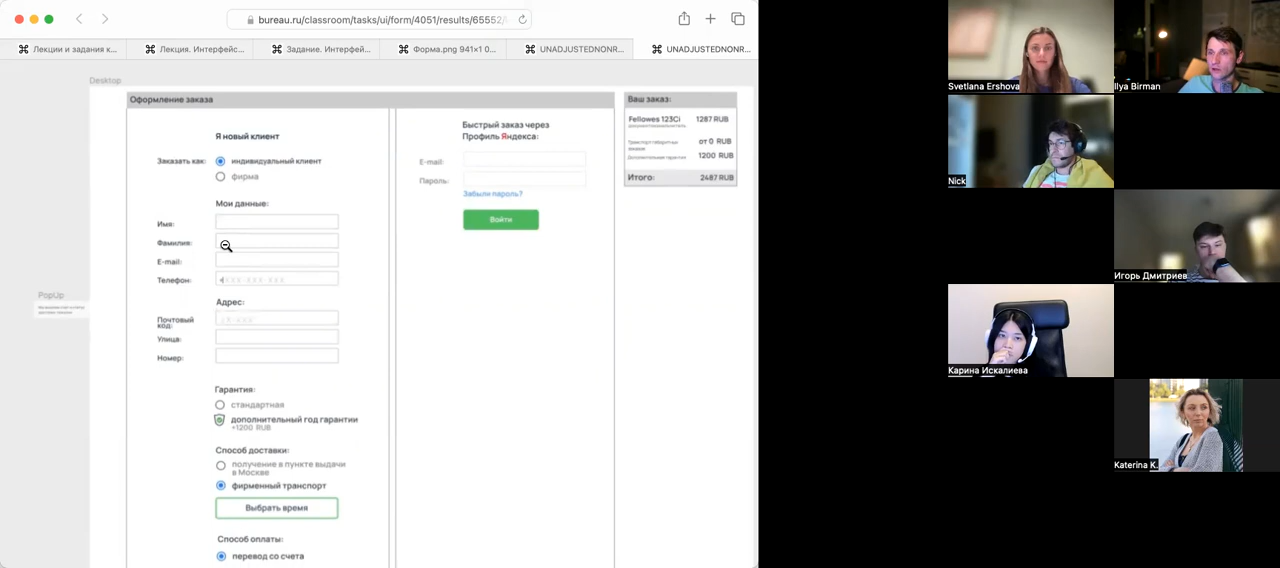 bureau.ru/classroom/tasks/ui/form/4051/results/65552/
Лекции и задания к...
Лекция. Интерфейс...
Задание. Интерфей...
Форма.png 941×1 0...
UNADJUSTEDNONR...
UNADJUSTEDNONR...
Desktop
Оформление заказа
Я новый клиент
Заказать как:
индивидуальный клиент
фирма
Мои данные:
Имя:
Фамилия:
E-mail:
Телефон:
Адрес:
Почтовый
код:
Улица:
Номер:
Гарантия:
стандартная
дополнительный год гарантии
+1200 RUB
Способ доставки:
получение в пункте выдачи
в Москве
фирменный транспорт
Выбрать время
Способ оплаты:
перевод со счета
PopUp
Быстрый заказ через
Профиль Яндекса:
E-mail:
Пароль:
Забыли пароль?
Войти
Ваш заказ:
Fellowes 123Ci 1287 RUB
от 0 RUB
Дополнительная гарантия 1200 RUB
Итого: 2487 RUB
Svetlana Ershova
Ilya Birman
Nick
Игорь Дмитриев
Карина Искалиева
Katerina K.